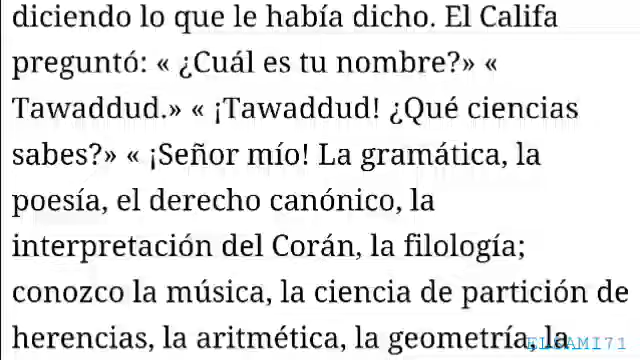 diciendo lo que le había dicho. El Califa
preguntó: « ¿Cuál es tu nombre?» «
Tawaddud.» « ¡Tawaddud! ¿Qué ciencias
sabes?» « ¡Señor mío! La gramática, la
poesía, el derecho canónico, la
interpretación del Corán, la filología;
conozco la música, la ciencia de partición de
herencias, la aritmética, la geometría, la